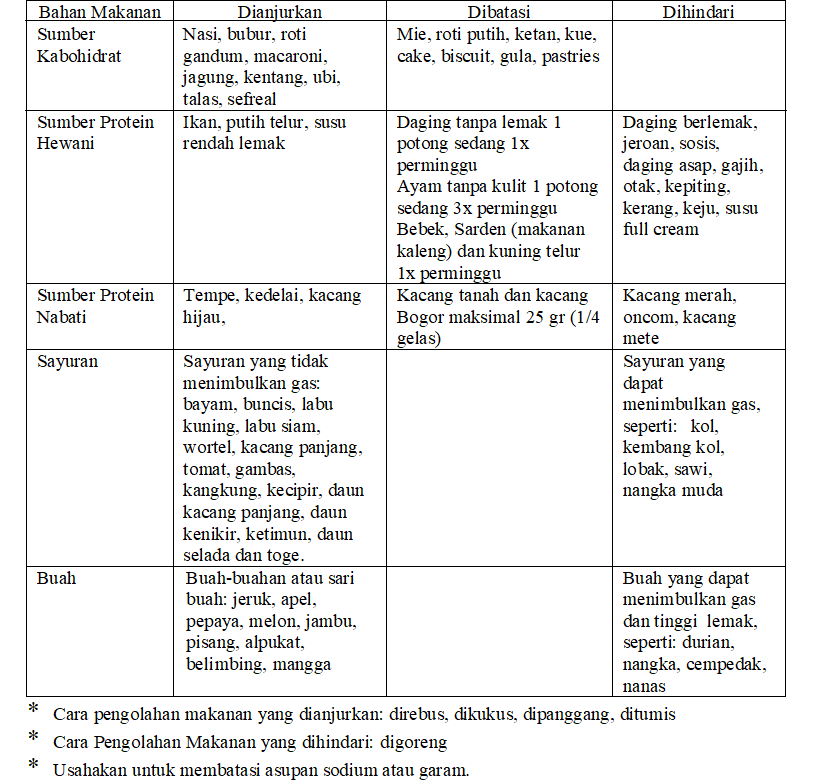 Bahan Makanan
Dianjurkan
Dibatasi
Dihindari
Sumber
Kabohidrat
Nasi, bubur, roti
gandum, macaroni,
jagung, kentang, ubi,
talas, sefreal
Mie, roti putih, ketan, kue,
cake, biscuit, gula, pastries
Sumber Protein
Hewani
Ikan, putih telur, susu
rendah lemak
Daging tanpa lemak 1
potong sedang 1x
perminggu
Ayam tanpa kulit 1 potong
sedang 3x perminggu
Bebek, Sarden (makanan
kaleng) dan kuning telur
1x perminggu
Daging berlemak,
jeroan, sosis,
daging asap, gajih,
otak, kepiting,
kerang, keju, susu
full cream
Sumber Protein
Nabati
Tempe, kedelai, kacang
hijau,
Kacang tanah dan kacang
Bogor maksimal 25 gr (1/4
gelas)
Kacang merah,
oncom, kacang
mete
Sayuran
Sayuran yang tidak
menimbulkan gas:
bayam, buncis, labu
kuning, labu siam,
wortel, kacang panjang,
tomat, gambas,
kangkung, kecipir, daun
kacang panjang, daun
kenikir, ketimun, daun
selada dan toge.
Sayuran yang
dapat
menimbulkan gas,
seperti: kol,
kembang kol,
lobak, sawi,
nangka muda
Buah
Buah-buahan atau sari
buah: jeruk, apel,
pepaya, melon, jambu,
pisang, alpukat,
belimbing, mangga
Buah yang dapat
menimbulkan gas
dan tinggi lemak,
seperti: durian,
nangka, cempedak,
nanas
* Cara pengolahan makanan yang dianjurkan: direbus, dikukus, dipanggang, ditumis
* Cara Pengolahan Makanan yang dihindari: digoreng
* Usahakan untuk membatasi asupan sodium atau garam.